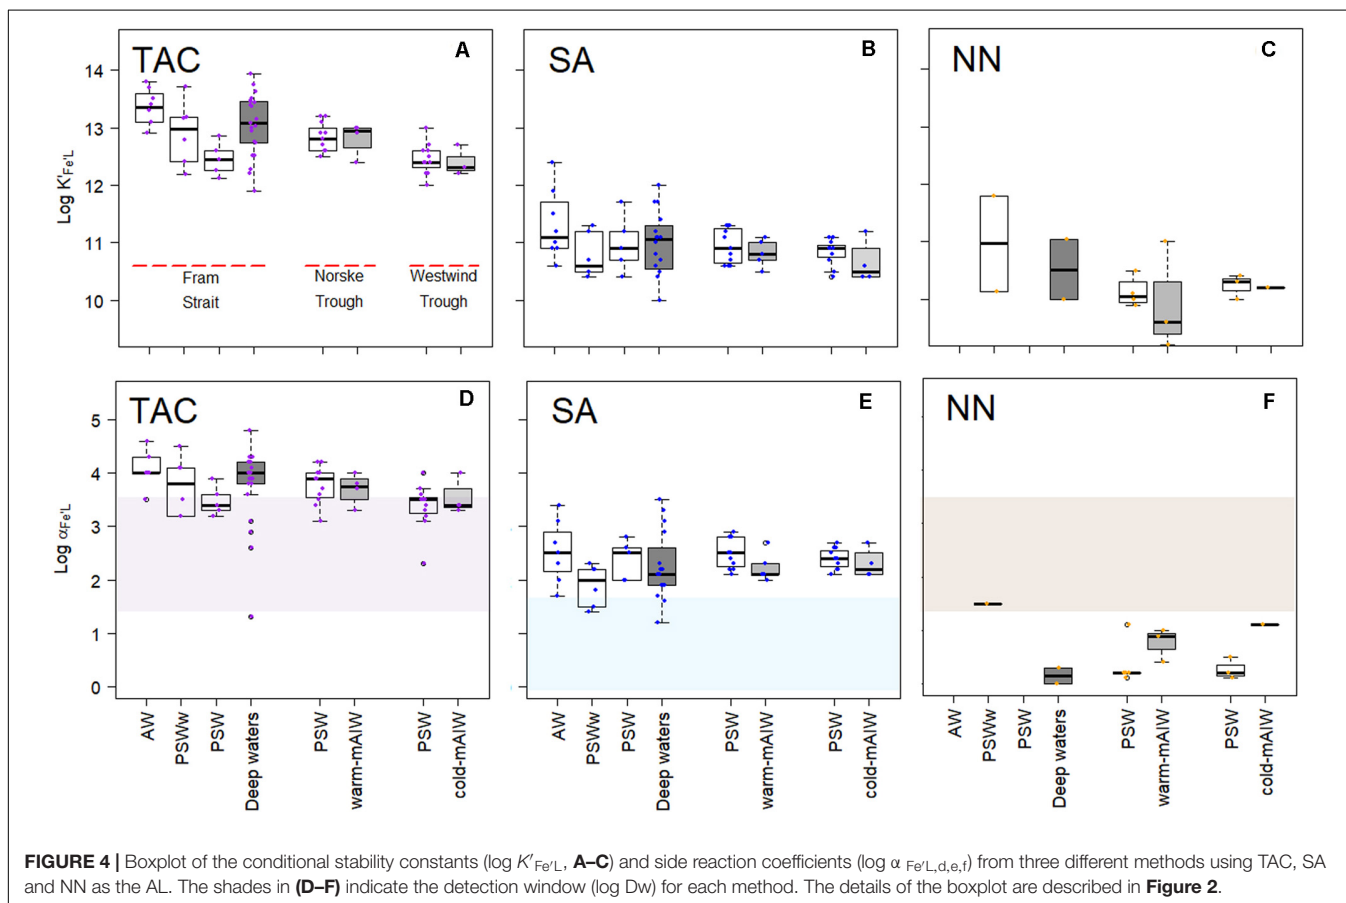 TAC
A
SA
B
NN
C
14
13
12
11
10
Log K'Fe'L
Fram
Strait
Norske
Trough
Westwind
Trough
TAC
D
SA
E
NN
F
5
4
3
2
1
0
Log αFe'L
AW
PSWw
PSW
Deep waters
PSW
warm-mAIW
PSW
cold-mAIW
AW
PSWw
PSW
Deep waters
PSW
warm-mAIW
PSW
cold-mAIW
AW
PSWw
PSW
Deep waters
PSW
warm-mAIW
PSW
cold-mAIW
FIGURE 4 | Boxplot of the conditional stability constants (log K′Fe′L, A–C) and side reaction coefficients (log α Fe′L,d,e,f) from three different methods using TAC, SA
and NN as the AL. The shades in (D–F) indicate the detection window (log Dw) for each method. The details of the boxplot are described in Figure 2.